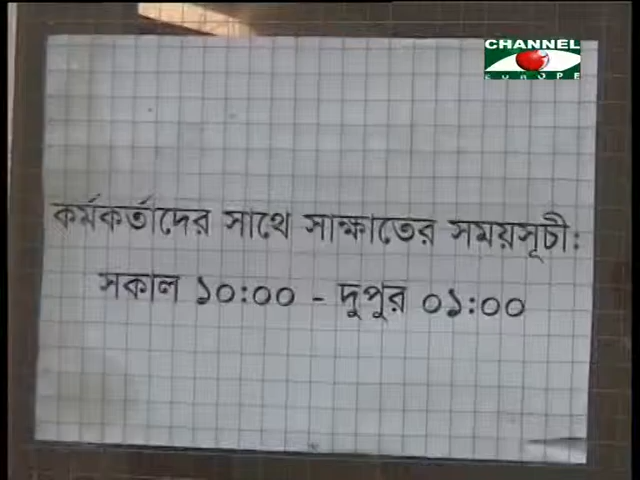 CHANNEL
EUROPE
কর্মকর্তাদের সাথে সাক্ষাতের সময়সূচী:
সকাল ১০:০০ - দুপুর ০১:০০